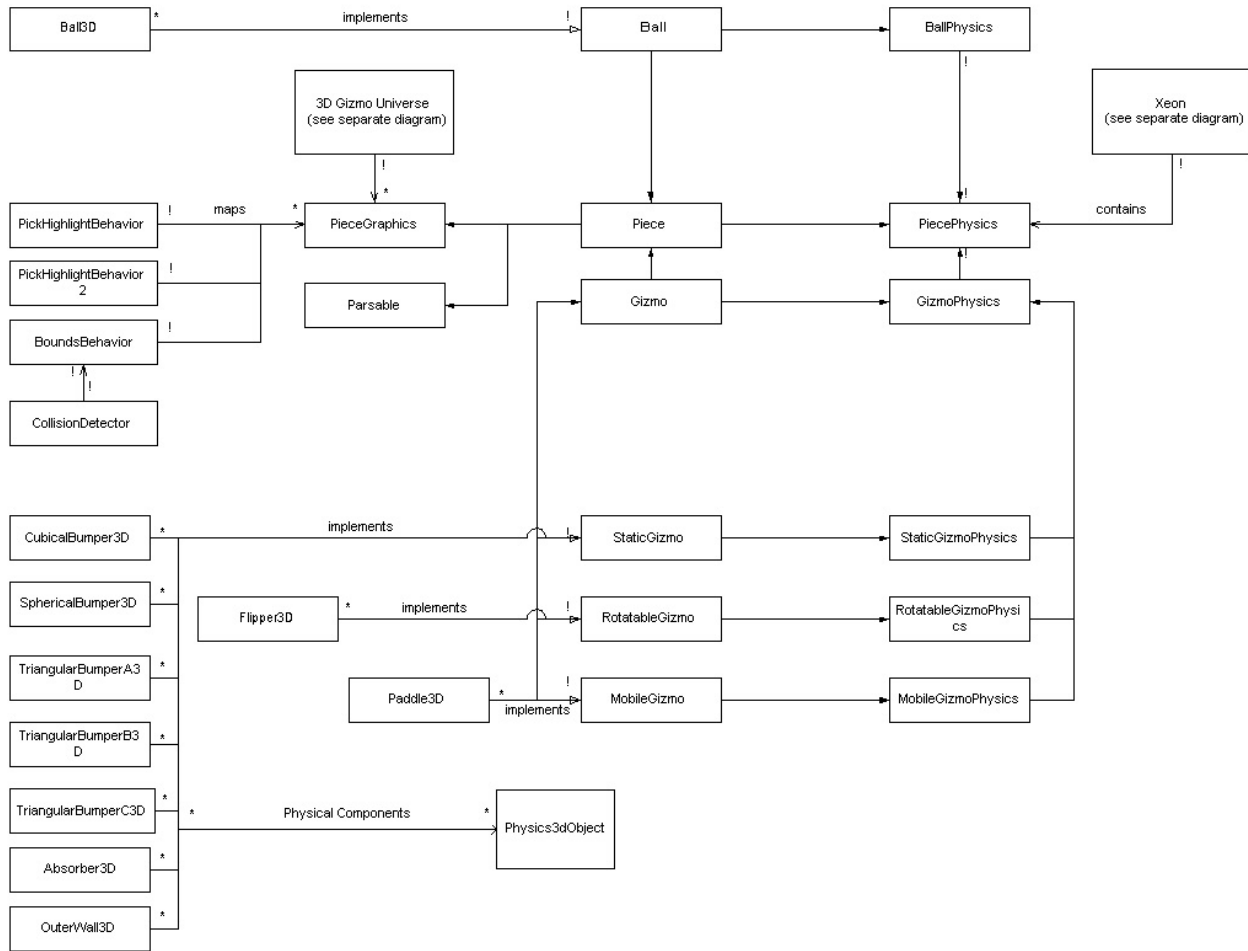 Ball3D
*
implements
!
Ball
BallPhysics
!
3D Gizmo Universe
(see separate diagram)
!
*
Xeon
(see separate diagram)
!
PickHighlightBehavior
!
maps
*
PieceGraphics
Piece
!
PiecePhysics
contains
!
PickHighlightBehavior
2
!
Parsable
Gizmo
GizmoPhysics
BoundsBehavior
!
!
!
CollisionDetector
CubicalBumper3D
*
implements
!
StaticGizmo
StaticGizmoPhysics
SphericalBumper3D
*
Flipper3D
*
implements
!
RotatableGizmo
RotatableGizmoPhysi
cs
TriangularBumperA3
D
*
Paddle3D
*
implements
!
MobileGizmo
MobileGizmoPhysics
TriangularBumperB3
D
*
TriangularBumperC3D
*
*
Physical Components
*
Physics3dObject
Absorber3D
*
OuterWall3D
*